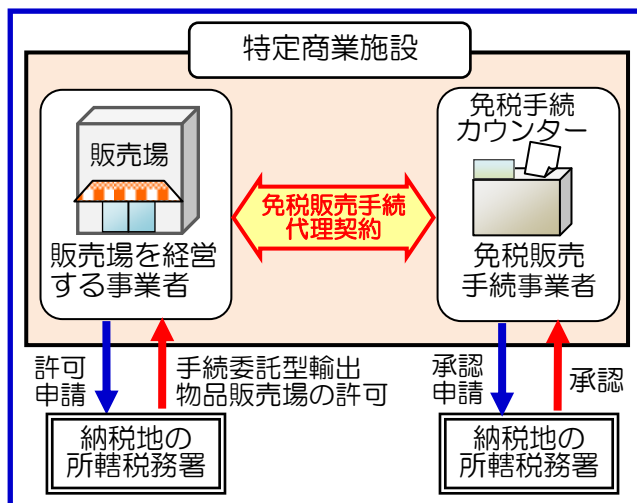 特定商業施設
販売場
販売場を経営
する事業者
免税販売手続
代理契約
免税手続
カウンター
免税販売
手続事業者
許可
申請
手続委託型輸出
物品販売場の許可
承認
申請
承認
納税地の
所轄税務署
納税地の
所轄税務署